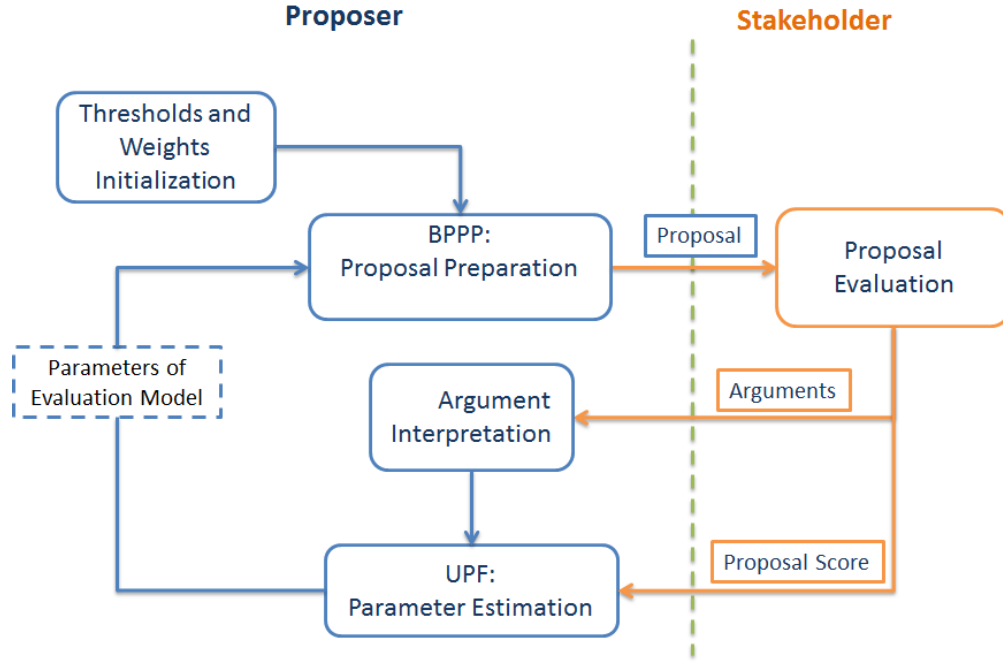 Proposer
Stakeholder
Thresholds and
Weights
Initialization
BPPP:
Proposal Preparation
Proposal
Proposal
Evaluation
Parameters of
Evaluation Model
Argument
Interpretation
Arguments
UPF:
Parameter Estimation
Proposal Score